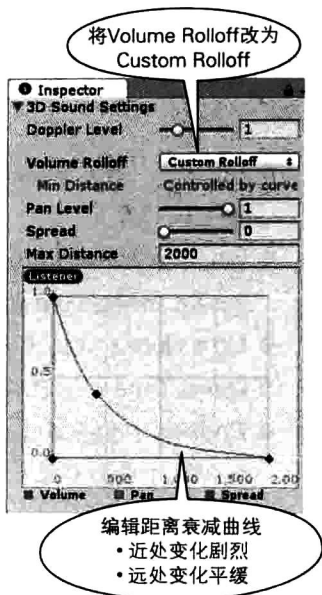 将Volume Rolloff改为
Custom Rolloff
Inspector
3D Sound Settings
Doppler Level 1
Volume Rolloff Custom Rolloff
Min Distance Controlled by curve
Pan Level 1
Spread 0
Max Distance 2000
Listener
1.0
0.5
0.0
0 500 1,000 1,500 2,00
Volume Pan Spread
编辑距离衰减曲线
•近处变化剧烈
•远处变化平缓